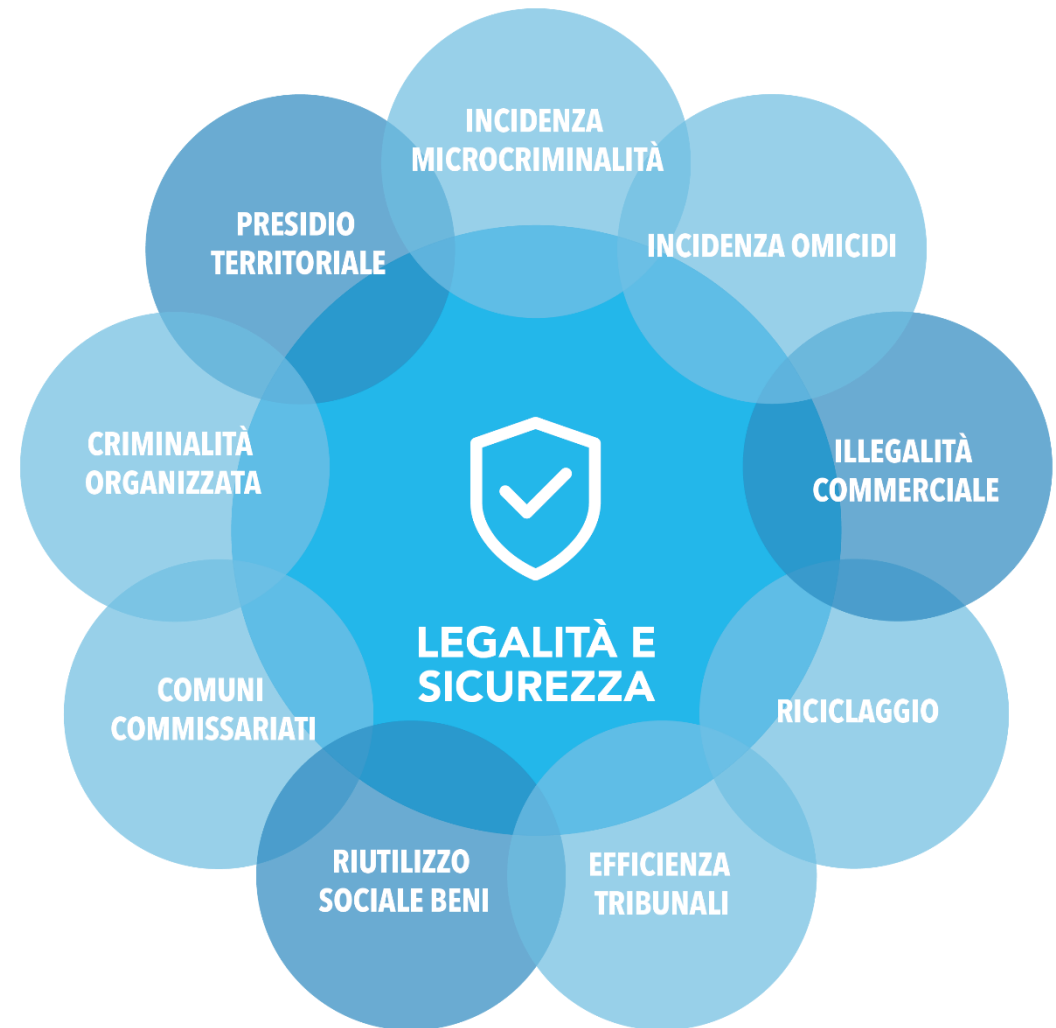 INCIDENZA
MICROCRIMINALITÀ
INCIDENZA OMICIDI
ILLEGALITÀ
COMMERCIALE
RICICLAGGIO
EFFICIENZA
TRIBUNALI
RIUTILIZZO
SOCIALE BENI
COMUNI
COMMISSARIATI
CRIMINALITÀ
ORGANIZZATA
PRESIDIO
TERRITORIALE
LEGALITÀ E
SICUREZZA